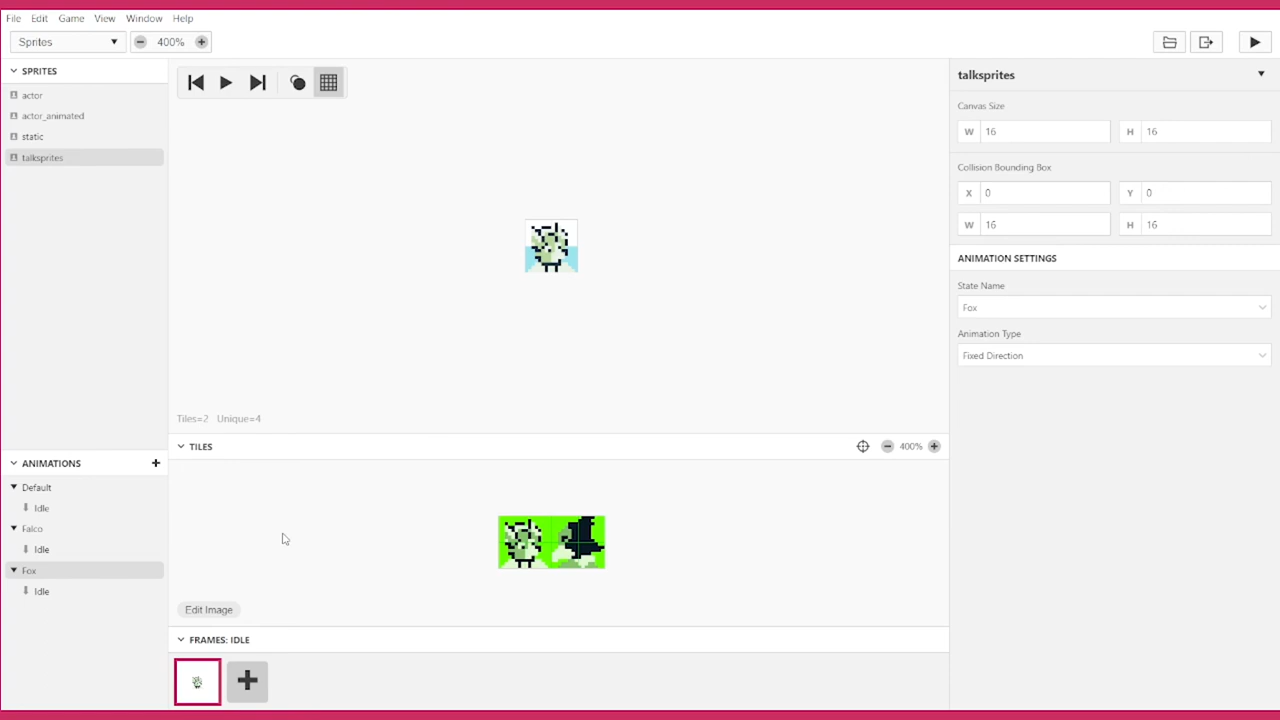 File Edit Game View Window Help
Sprites 400%
SPRITES
actor
actor_animated
static
talksprites
Tiles=2 Unique=4
TILES 400%
Edit Image
FRAMES: IDLE
ANIMATIONS
Default
Idle
Falco
Idle
Fox
Idle
talksprites
Canvas Size
W 16 H 16
Collision Bounding Box
X 0 Y 0
W 16 H 16
ANIMATION SETTINGS
State Name
Fox
Animation Type
Fixed Direction